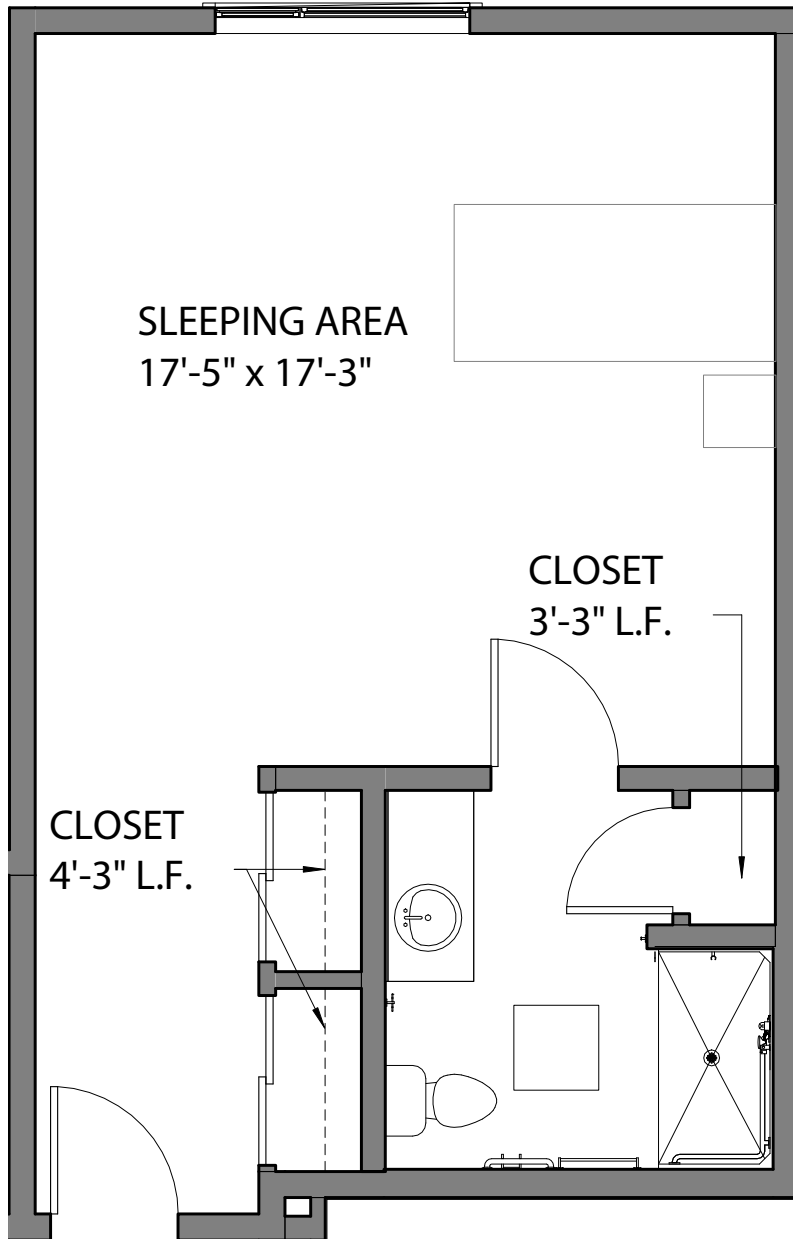 SLEEPING AREA
17'-5" x 17'-3"
CLOSET
3'-3" L.F.
CLOSET
4'-3" L.F.